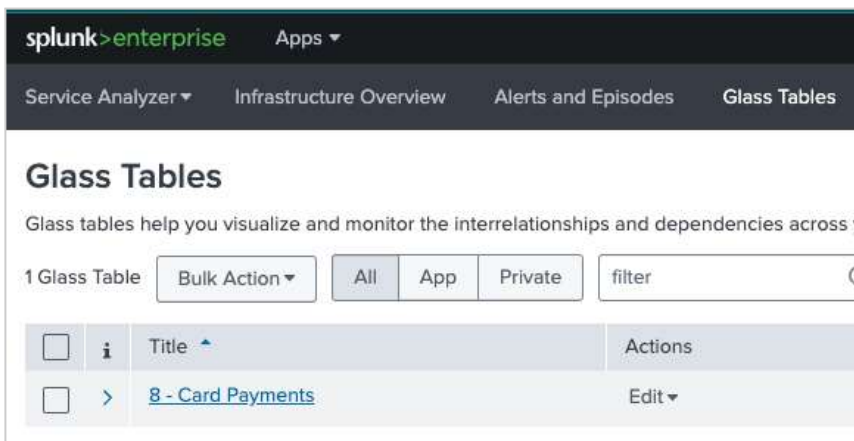 splunk>enterprise Apps
Service Analyzer Infrastructure Overview Alerts and Episodes Glass Tables
Glass Tables
Glass tables help you visualize and monitor the interrelationships and dependencies across
1 Glass Table Bulk Action All App Private filter
i Title Actions
> 8 - Card Payments Edit